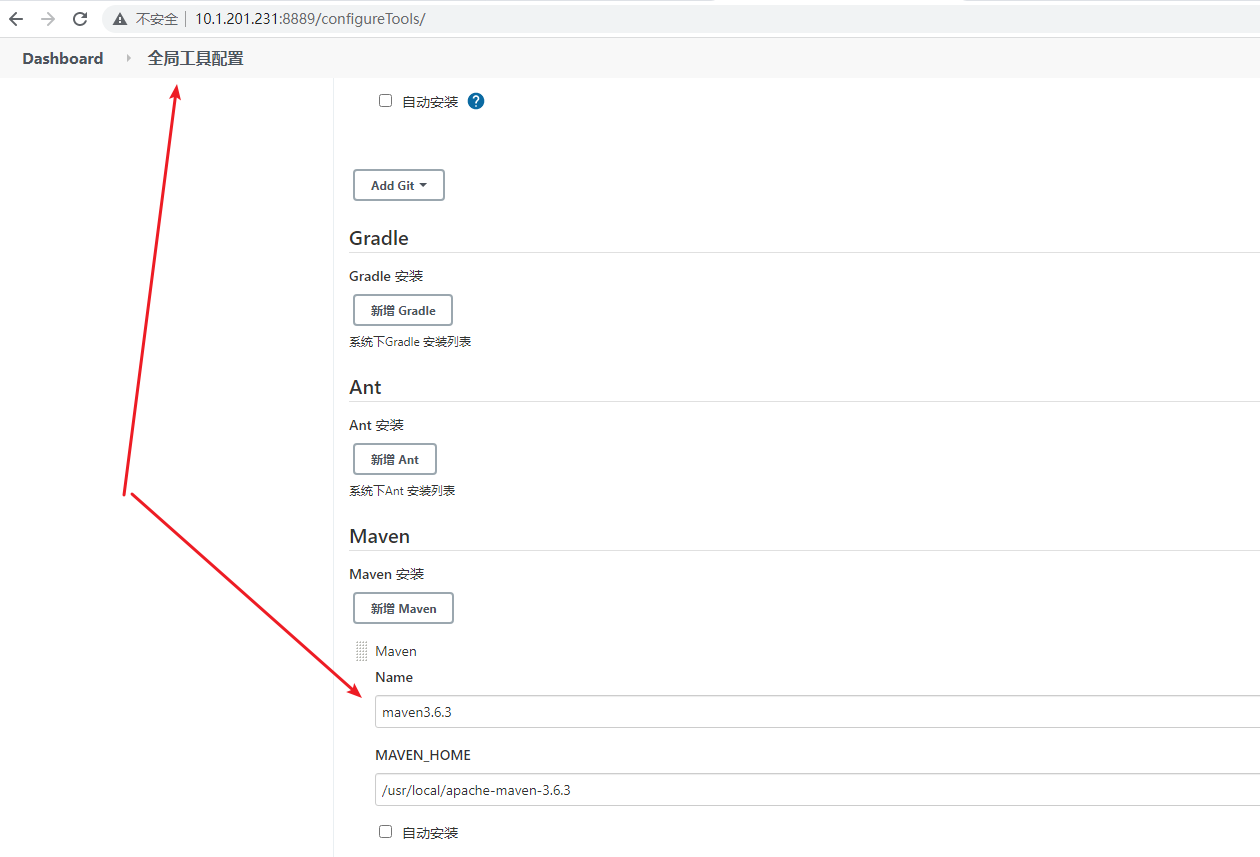 不安全 10.1.201.231:8889/configureTools/
Dashboard 全局工具配置
自动安装 ?
Add Git
Gradle
Gradle 安装
新增 Gradle
系统下Gradle 安装列表
Ant
Ant 安装
新增 Ant
系统下Ant 安装列表
Maven
Maven 安装
新增 Maven
Maven
Name
maven3.6.3
MAVEN_HOME
/usr/local/apache-maven-3.6.3
自动安装